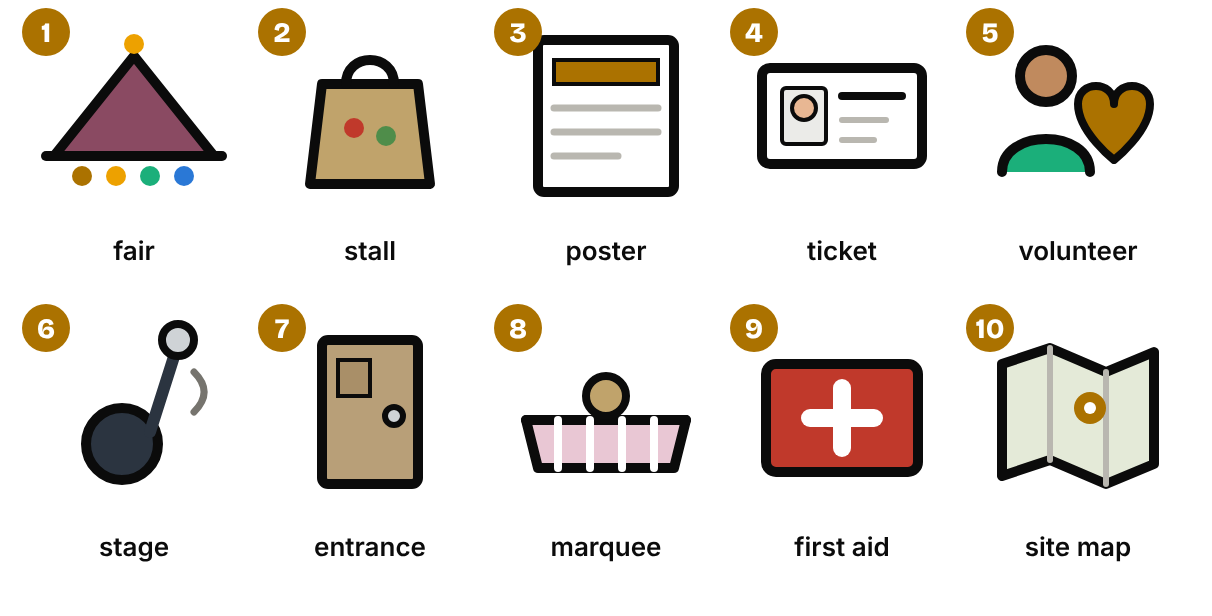 1
fair
2
stall
3
poster
4
ticket
5
volunteer
6
stage
7
entrance
8
marquee
9
first aid
10
site map